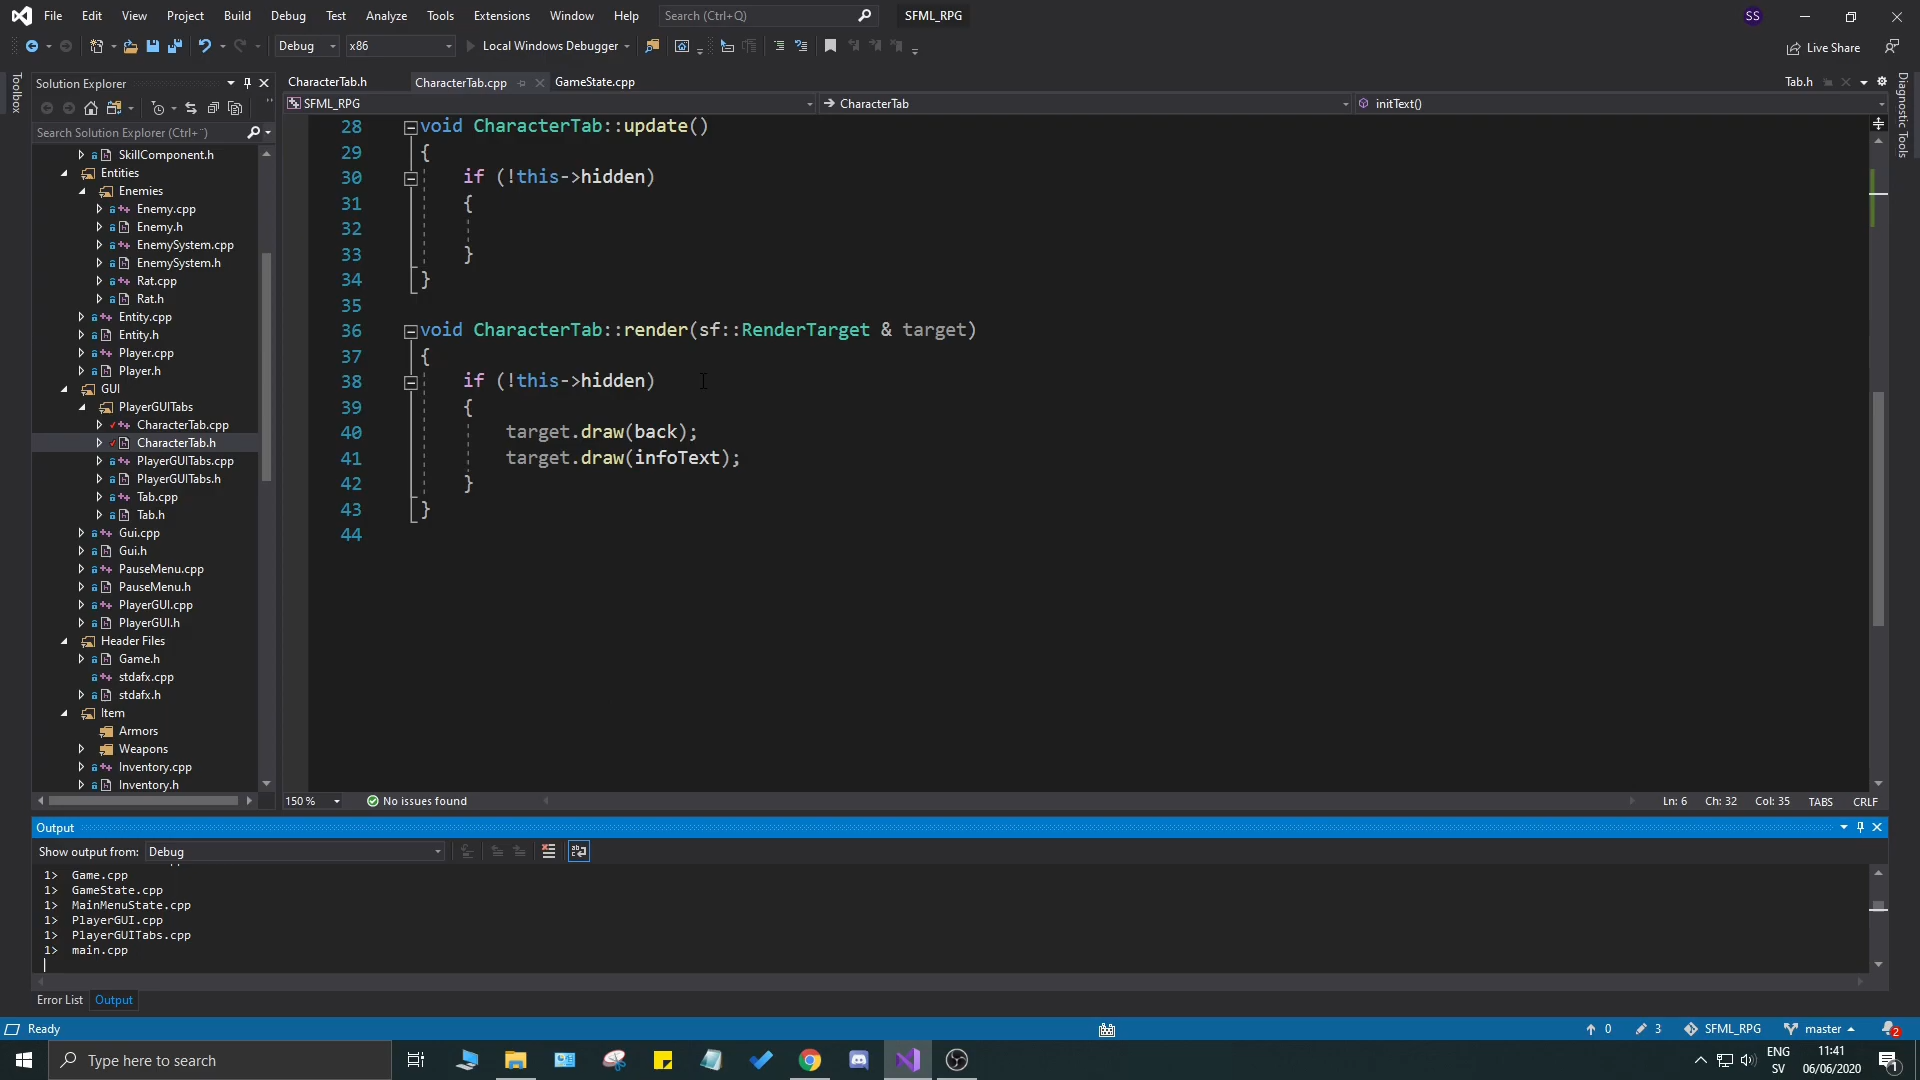 File Edit View Project Build Debug Test Analyze Tools Extensions Window Help Search (Ctrl+Q) SFML_RPG SS
Debug x86 Local Windows Debugger Live Share
Toolbox
Solution Explorer
Search Solution Explorer (Ctrl+¨)
SkillComponent.h
Entities
Enemies
Enemy.cpp
Enemy.h
EnemySystem.cpp
EnemySystem.h
Rat.cpp
Rat.h
Entity.cpp
Entity.h
Player.cpp
Player.h
GUI
PlayerGUITabs
CharacterTab.cpp
CharacterTab.h
PlayerGUITabs.cpp
PlayerGUITabs.h
Tab.cpp
Tab.h
Gui.cpp
Gui.h
PauseMenu.cpp
PauseMenu.h
PlayerGUI.cpp
PlayerGUI.h
Header Files
Game.h
stdafx.cpp
stdafx.h
Item
Armors
Weapons
Inventory.cpp
Inventory.h
CharacterTab.h CharacterTab.cpp GameState.cpp Tab.h
SFML_RPG CharacterTab initText()
28 void CharacterTab::update()
29 {
30 if (!this->hidden)
31 {
32
33 }
34 }
35
36 void CharacterTab::render(sf::RenderTarget & target)
37 {
38 if (!this->hidden)
39 {
40 target.draw(back);
41 target.draw(infoText);
42 }
43 }
44
Diagnostic Tools
150 % No issues found Ln: 6 Ch: 32 Col: 35 TABS CRLF
Output
Show output from: Debug
1> Game.cpp
1> GameState.cpp
1> MainMenuState.cpp
1> PlayerGUI.cpp
1> PlayerGUITabs.cpp
1> main.cpp
Error List Output
Ready 0 3 SFML_RPG master 2
Type here to search ENG SV 11:41 06/06/2020 1